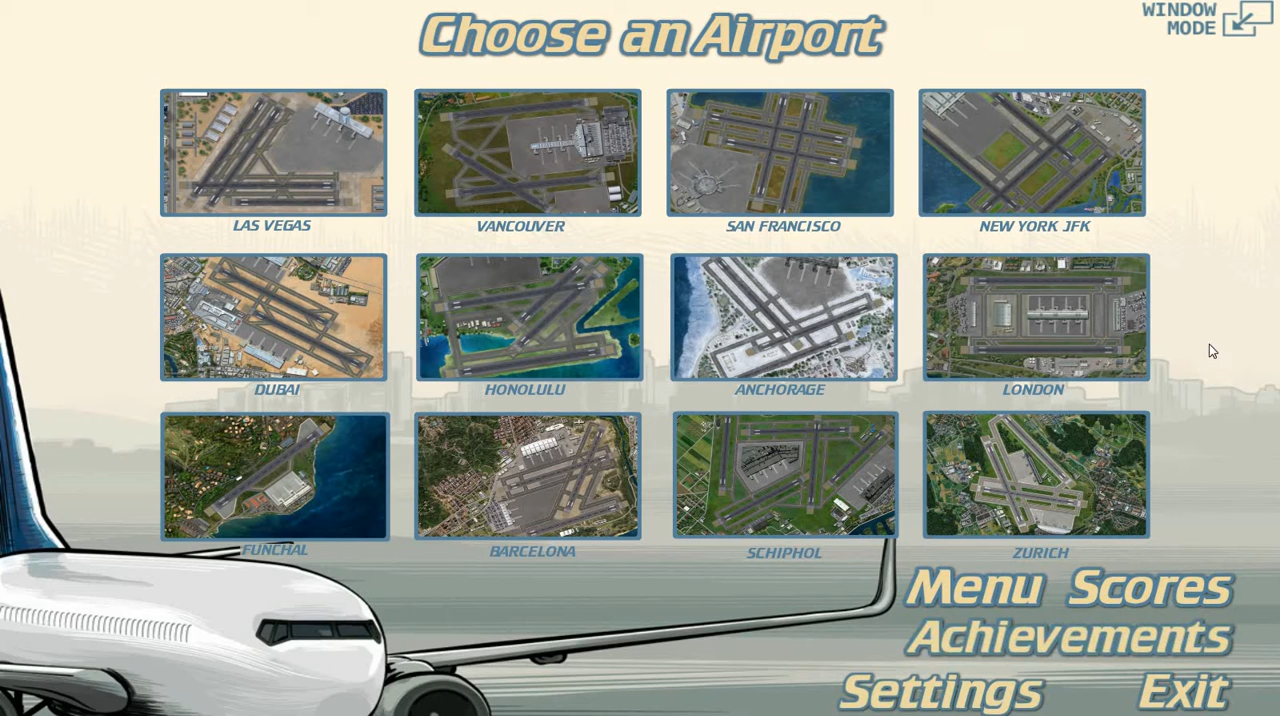 Choose an Airport
WINDOW
MODE
LAS VEGAS
VANCOUVER
SAN FRANCISCO
NEW YORK JFK
DUBAI
HONOLULU
ANCHORAGE
LONDON
FUNCHAL
BARCELONA
SCHIPHOL
ZURICH
Menu Scores
Achievements
Settings Exit